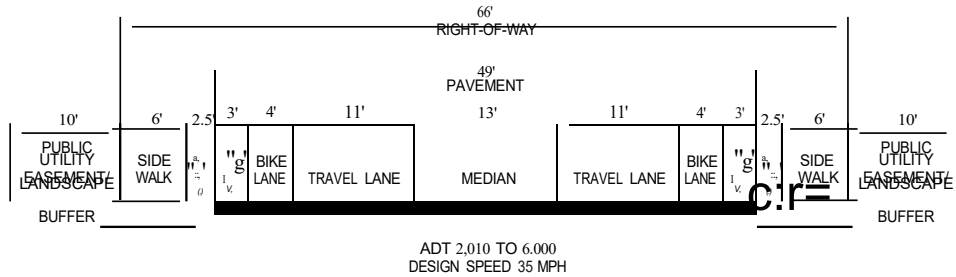 66'
RIGHT-OF-WAY
49'
PAVEMENT
10' 6' 2.5' 3' 4' 11' 13' 11' 4' 3' 2.5' 6' 10'
PUBLIC UTILITY EASEMENT/ LANDSCAPE BUFFER
SIDE WALK
"g'
BIKE LANE
TRAVEL LANE
MEDIAN
TRAVEL LANE
BIKE LANE
"g'
c:r=
SIDE WALK
PUBLIC UTILITY EASEMENT/ LANDSCAPE BUFFER
ADT 2,010 TO 6.000
DESIGN SPEED 35 MPH